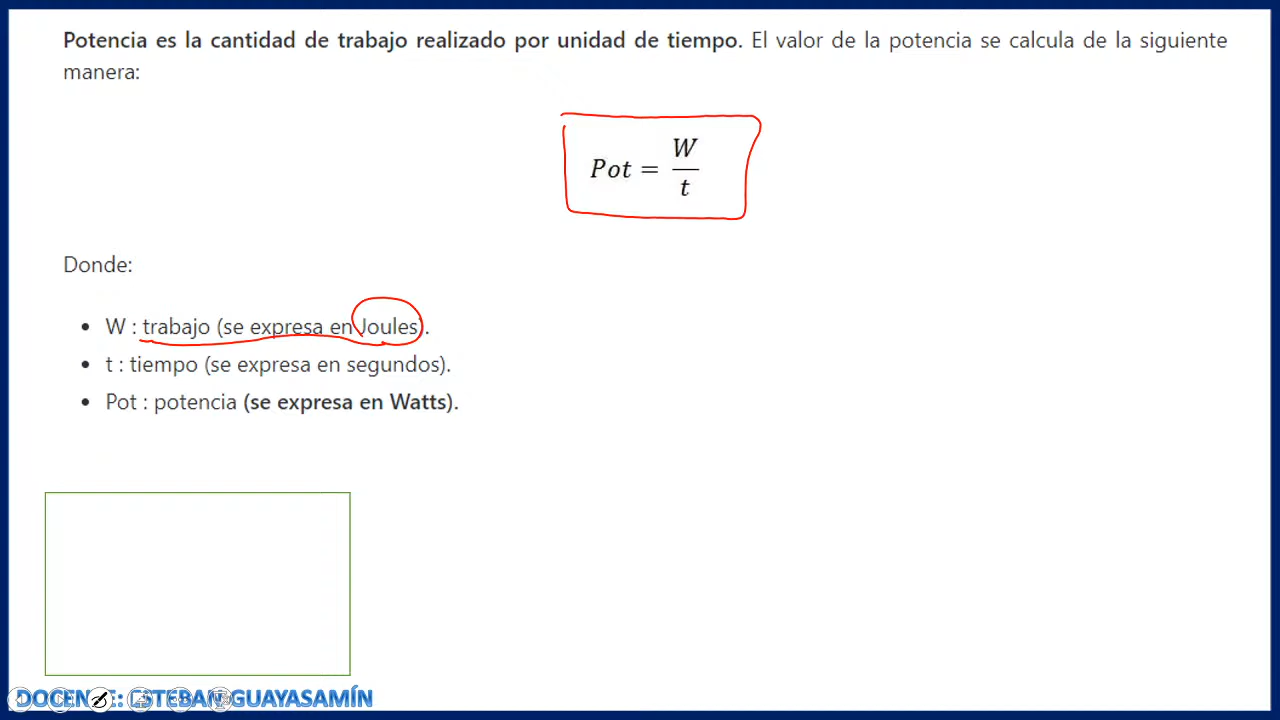 Potencia es la cantidad de trabajo realizado por unidad de tiempo. El valor de la potencia se calcula de la siguiente
manera:
Pot = W/t
Donde:
• W : trabajo (se expresa en Joules).
• t : tiempo (se expresa en segundos).
• Pot : potencia (se expresa en Watts).
DOCENTE: ESTEBAN GUAYASAMÍN